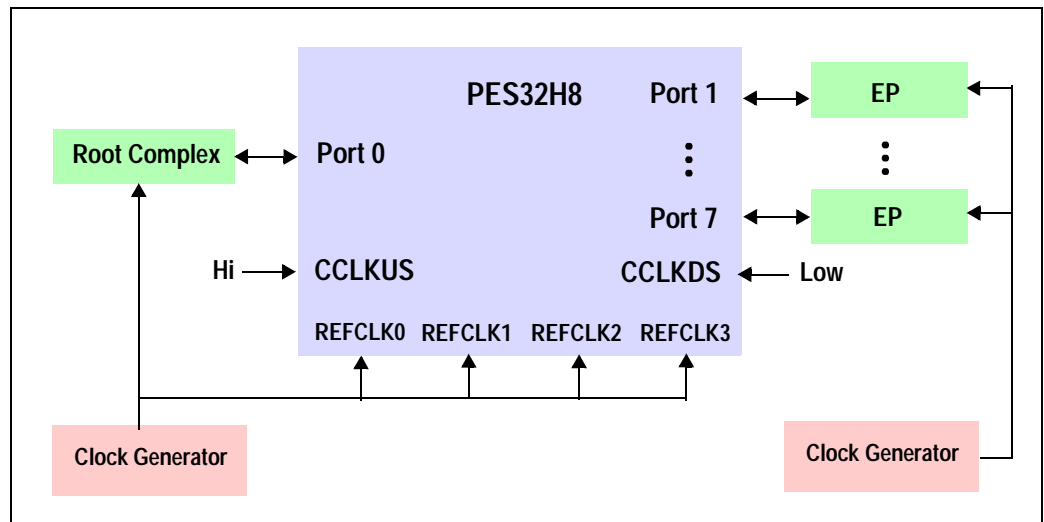 PES32H8
Port 1
EP
Root Complex
Port 0
Port 7
EP
Hi
CCLKUS
CCLKDS
Low
REFCLK0 REFCLK1 REFCLK2 REFCLK3
Clock Generator
Clock Generator